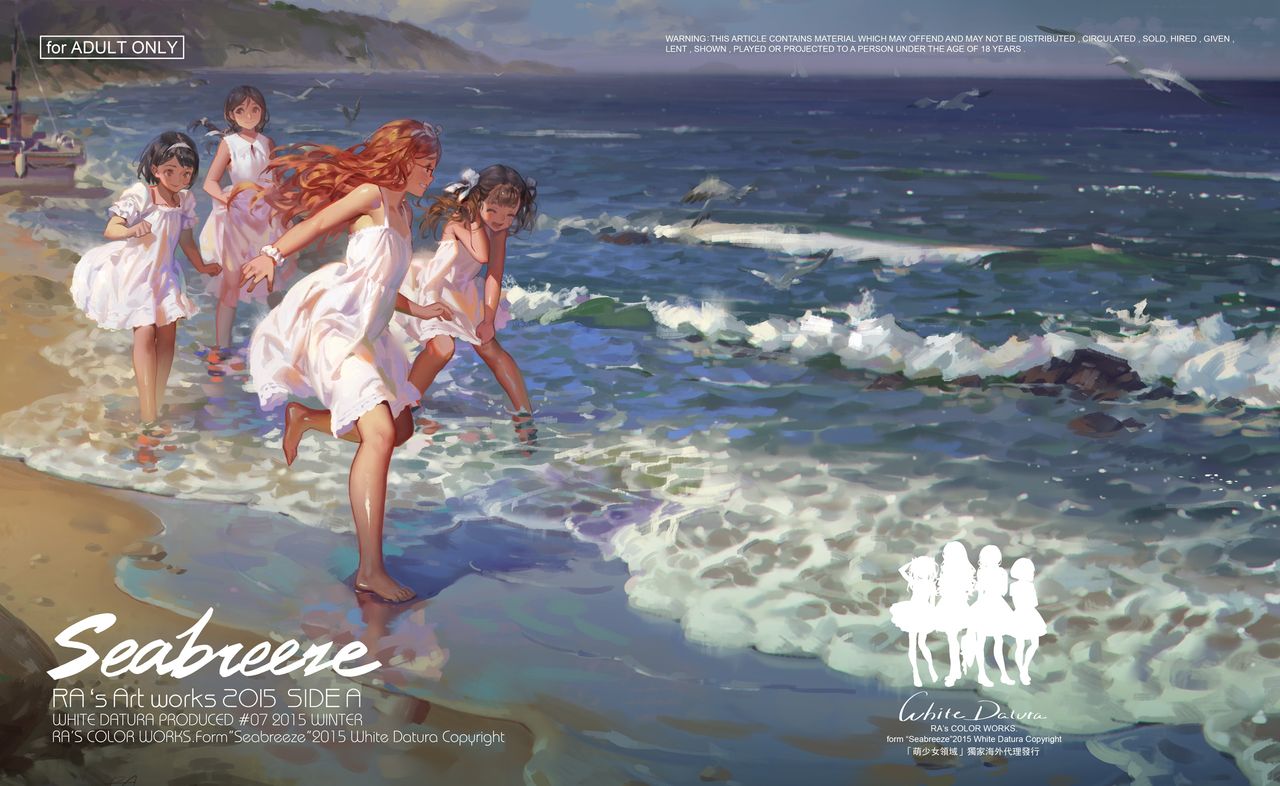 for ADULT ONLY
WARNING: THIS ARTICLE CONTAINS MATERIAL WHICH MAY OFFEND AND MAY NOT BE DISTRIBUTED , CIRCULATED , SOLD, HIRED , GIVEN ,
LENT , SHOWN , PLAYED OR PROJECTED TO A PERSON UNDER THE AGE OF 18 YEARS .
Seabreeze
RA 's Art works 2015 SIDE A
WHITE DATURA PRODUCED #07 2015 WINTER
RA'S COLOR WORKS.Form"Seabreeze"2015 White Datura Copyright
White Datura
RA's COLOR WORKS.
form "Seabreeze"2015 White Datura Copyright
「萌少女領域」獨家海外代理發行